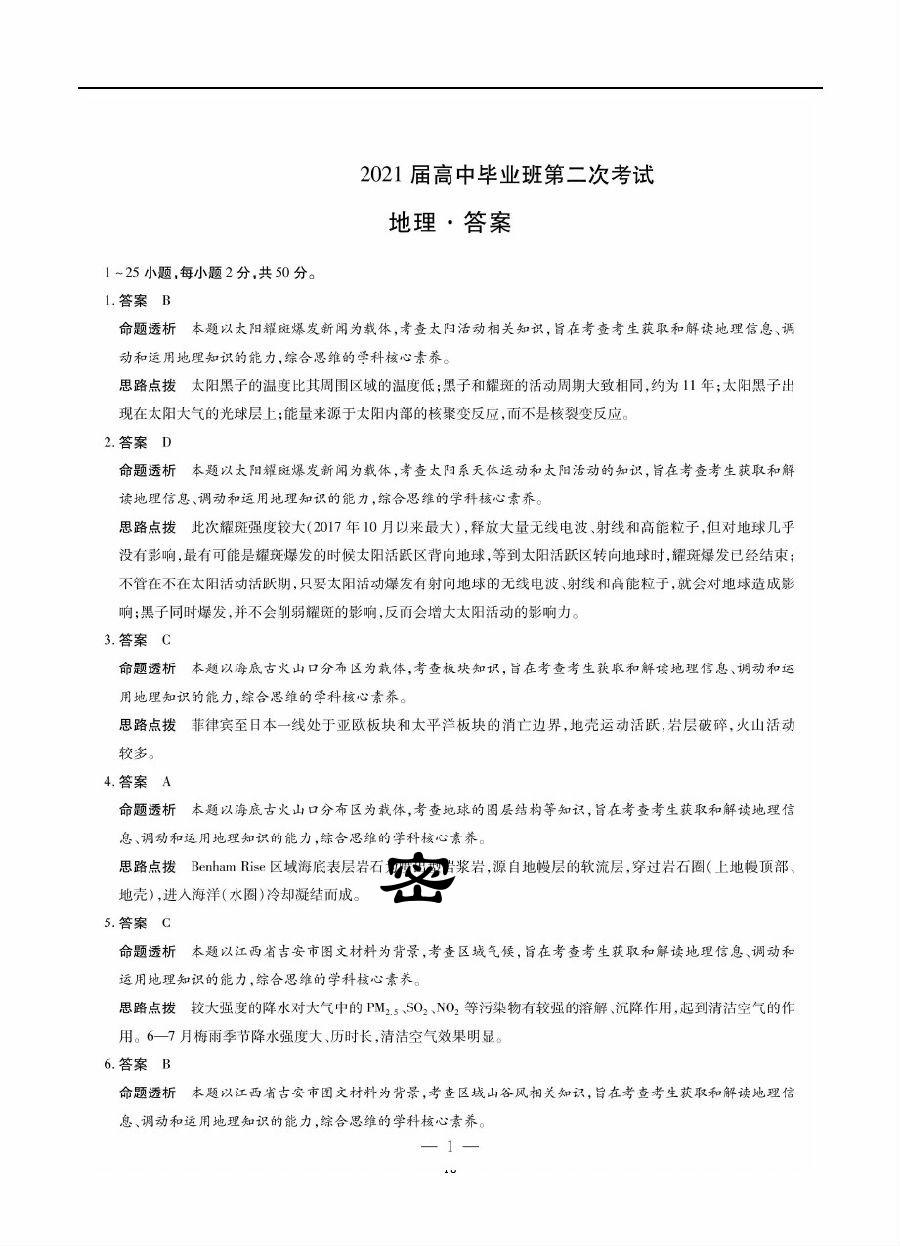 2021 届高中毕业班第二次考试
地理·答案
1~25 小题,每小题 2 分,共 50 分。
1. 答案 B
命题透析 本题以太阳耀斑爆发新闻为载体,考查太阳活动相关知识,旨在考查考生获取和解读地理信息、调
动和运用地理知识的能力,综合思维的学科核心素养。
思路点拨 太阳黑子的温度比其周围区域的温度低;黑子和耀斑的活动周期大致相同,约为 11 年;太阳黑子出
现在太阳大气的光球层上;能量来源于太阳内部的核聚变反应,而不是核裂变反应。
2. 答案 D
命题透析 本题以太阳耀斑爆发新闻为载体,考查太阳系天体运动和太阳活动的知识,旨在考查考生获取和解
读地理信息、调动和运用地理知识的能力,综合思维的学科核心素养。
思路点拨 此次耀斑强度较大(2017 年 10 月以来最大),释放大量无线电波、射线和高能粒子,但对地球几乎
没有影响,最有可能是耀斑爆发的时候太阳活跃区背向地球,等到太阳活跃区转向地球时,耀斑爆发已经结束;
不管在不在太阳活动活跃期,只要太阳活动爆发有射向地球的无线电波、射线和高能粒子,就会对地球造成影
响;黑子同时爆发,并不会削弱耀斑的影响,反而会增大太阳活动的影响力。
3. 答案 C
命题透析 本题以海底古火山口分布区为载体,考查板块知识,旨在考查考生获取和解读地理信息、调动和运
用地理知识的能力,综合思维的学科核心素养。
思路点拨 菲律宾至日本一线处于亚欧板块和太平洋板块的消亡边界,地壳运动活跃,岩层破碎,火山活动
较多。
4. 答案 A
命题透析 本题以海底古火山口分布区为载体,考查地球的圈层结构等知识,旨在考查考生获取和解读地理信
息、调动和运用地理知识的能力,综合思维的学科核心素养。
思路点拨 Benham Rise 区域海底表层岩石 密 岩浆岩,源自地幔层的软流层,穿过岩石圈(上地幔顶部、
地壳),进入海洋(水圈)冷却凝结而成。
5. 答案 C
命题透析 本题以江西省吉安市图文材料为背景,考查区域气候,旨在考查考生获取和解读地理信息、调动和
运用地理知识的能力,综合思维的学科核心素养。
思路点拨 较大强度的降水对大气中的 PM2.5、SO2、NO2 等污染物有较强的溶解、沉降作用,起到清洁空气的作
用。6—7 月梅雨季节降水强度大、历时长,清洁空气效果明显。
6. 答案 B
命题透析 本题以江西省吉安市图文材料为背景,考查区域山谷风相关知识,旨在考查考生获取和解读地理信
息、调动和运用地理知识的能力,综合思维的学科核心素养。
— 1 —